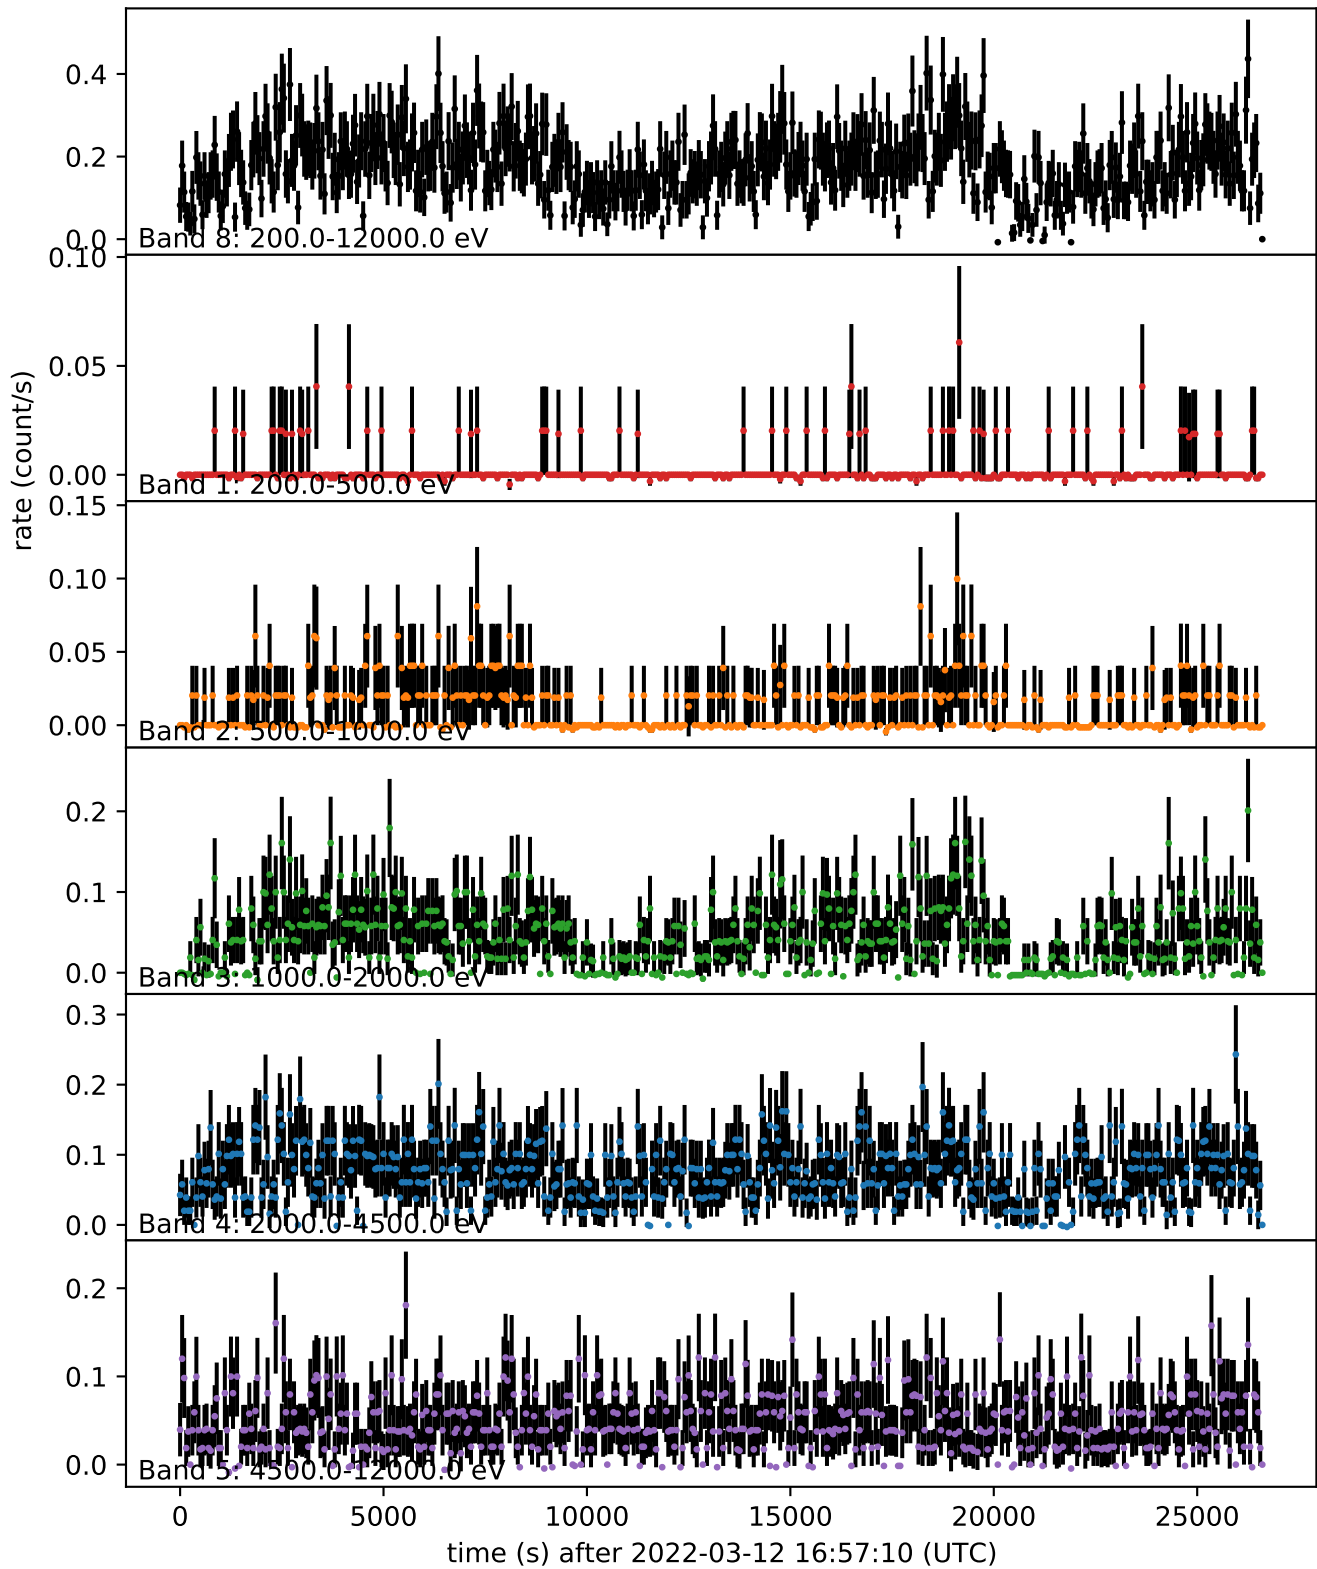 0.4
0.2
0.0
Band 8: 200.0-12000.0 eV
0.10
0.05
0.00
Band 1: 200.0-500.0 eV
0.15
0.10
0.05
0.00
Band 2: 500.0-1000.0 eV
0.2
0.1
0.0
Band 3: 1000.0-2000.0 eV
0.3
0.2
0.1
0.0
Band 4: 2000.0-4500.0 eV
0.2
0.1
0.0
Band 5: 4500.0-12000.0 eV
rate (count/s)
0 5000 10000 15000 20000 25000
time (s) after 2022-03-12 16:57:10 (UTC)